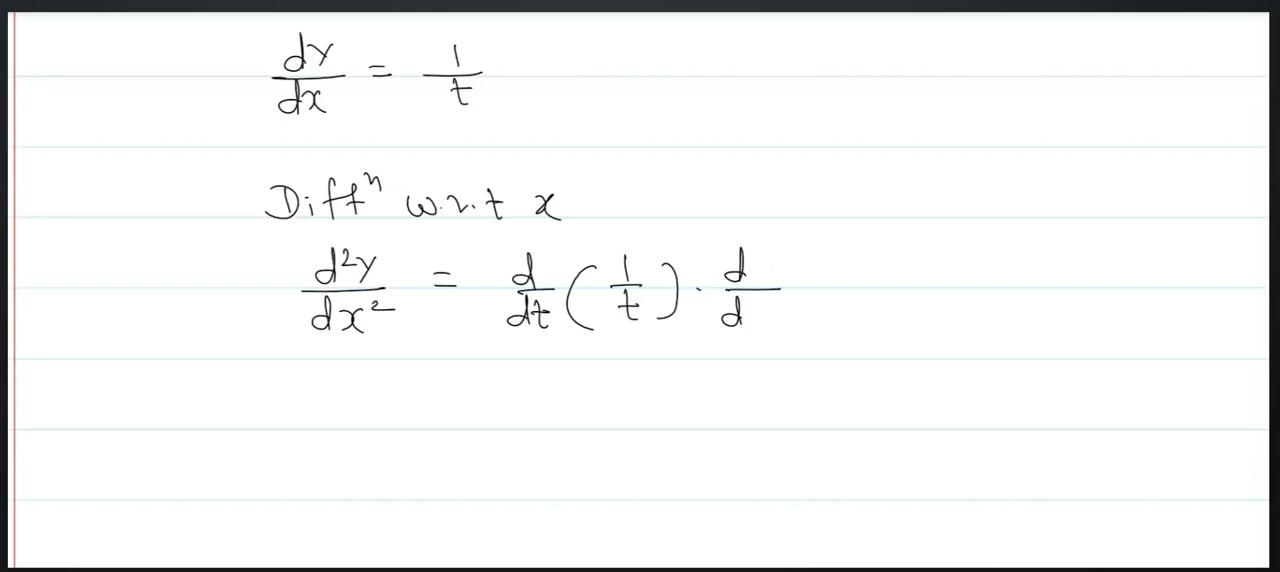 dy/dx = 1/t
Diffⁿ w.r.t x
d²y/dx² = d/dt (1/t) · d/d